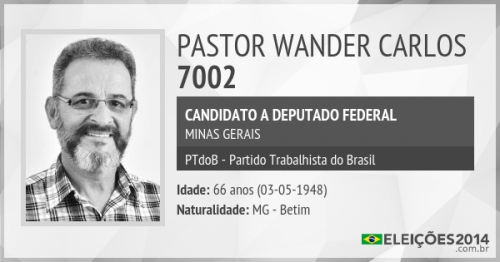 PASTOR WANDER CARLOS
7002
CANDIDATO A DEPUTADO FEDERAL
MINAS GERAIS
PTdoB - Partido Trabalhista do Brasil
Idade: 66 anos (03-05-1948)
Naturalidade: MG - Betim
ELEIÇÕES2014
.com.br